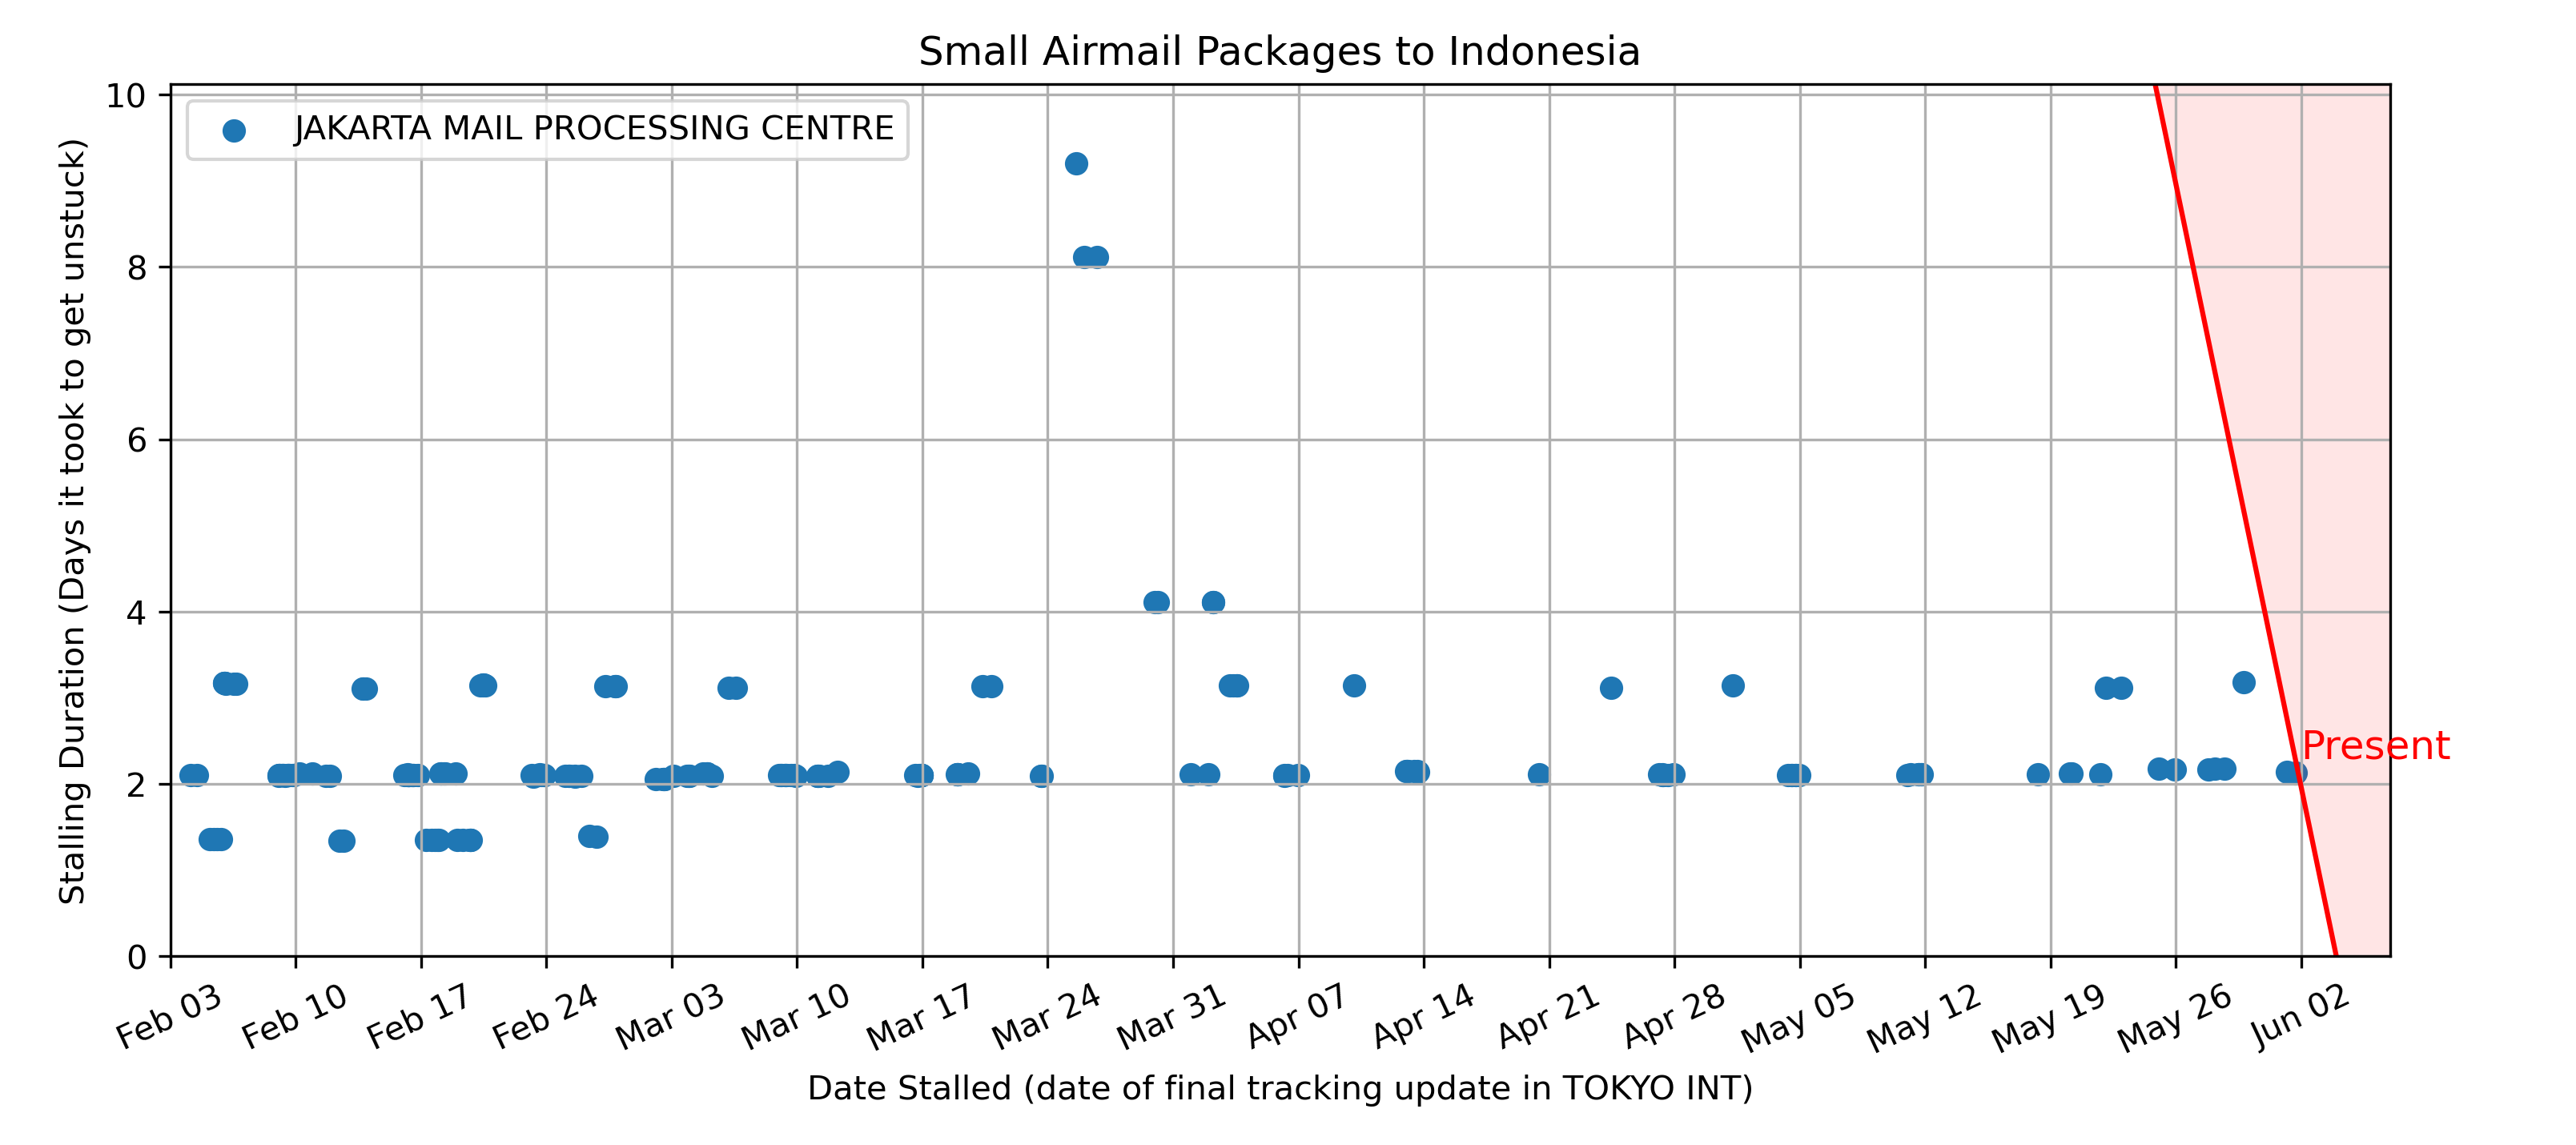 Small Airmail Packages to Indonesia
JAKARTA MAIL PROCESSING CENTRE
Stalling Duration (Days it took to get unstuck)
10
8
6
4
2
0
Present
Feb 03
Feb 10
Feb 17
Feb 24
Mar 03
Mar 10
Mar 17
Mar 24
Mar 31
Apr 07
Apr 14
Apr 21
Apr 28
May 05
May 12
May 19
May 26
Jun 02
Date Stalled (date of final tracking update in TOKYO INT)